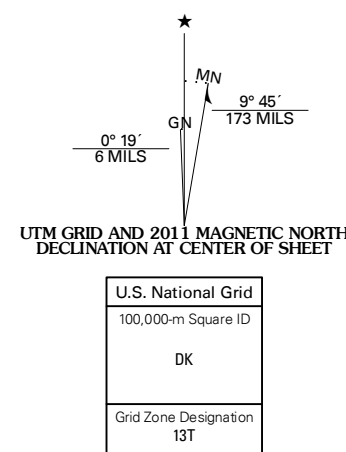 ★
MN
GN
9° 45´
173 MILS
0° 19´
6 MILS
UTM GRID AND 2011 MAGNETIC NORTH
DECLINATION AT CENTER OF SHEET
U.S. National Grid
100,000-m Square ID
DK
Grid Zone Designation
13T